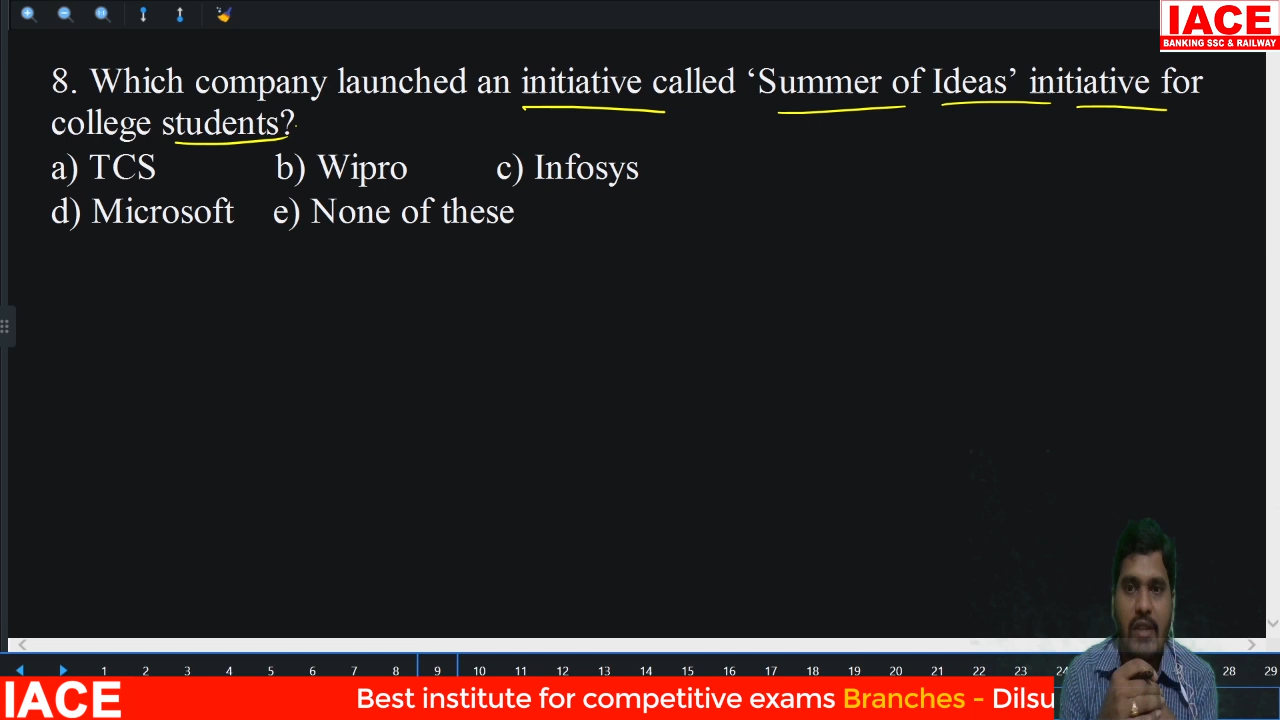 IACE
BANKING SSC & RAILWAY
8. Which company launched an initiative called ‘Summer of Ideas’ initiative for
college students?
a) TCS b) Wipro c) Infosys
d) Microsoft e) None of these
1 2 3 4 5 6 7 8 9 10 11 12 13 14 15 16 17 18 19 20 21 22 23 24 28 29
IACE Best institute for competitive exams Branches - Dilsu